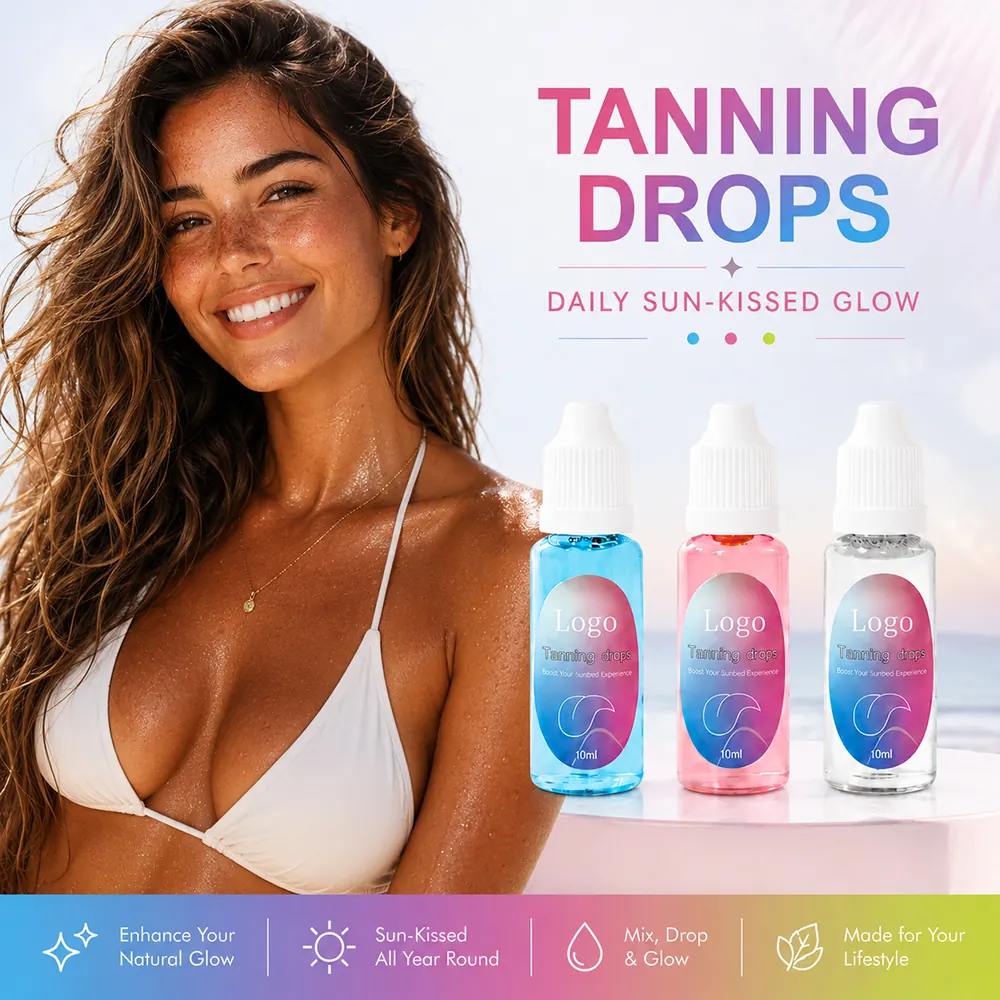 TANNING
DROPS
DAILY SUN-KISSED GLOW
Logo
Tanning drops
Boost Your Sunbed Experience
10ml
Logo
Tanning drops
Boost Your Sunbed Experience
10ml
Logo
Tanning drops
Boost Your Sunbed Experience
10ml
Enhance Your
Natural Glow
Sun-Kissed
All Year Round
Mix, Drop
& Glow
Made for Your
Lifestyle